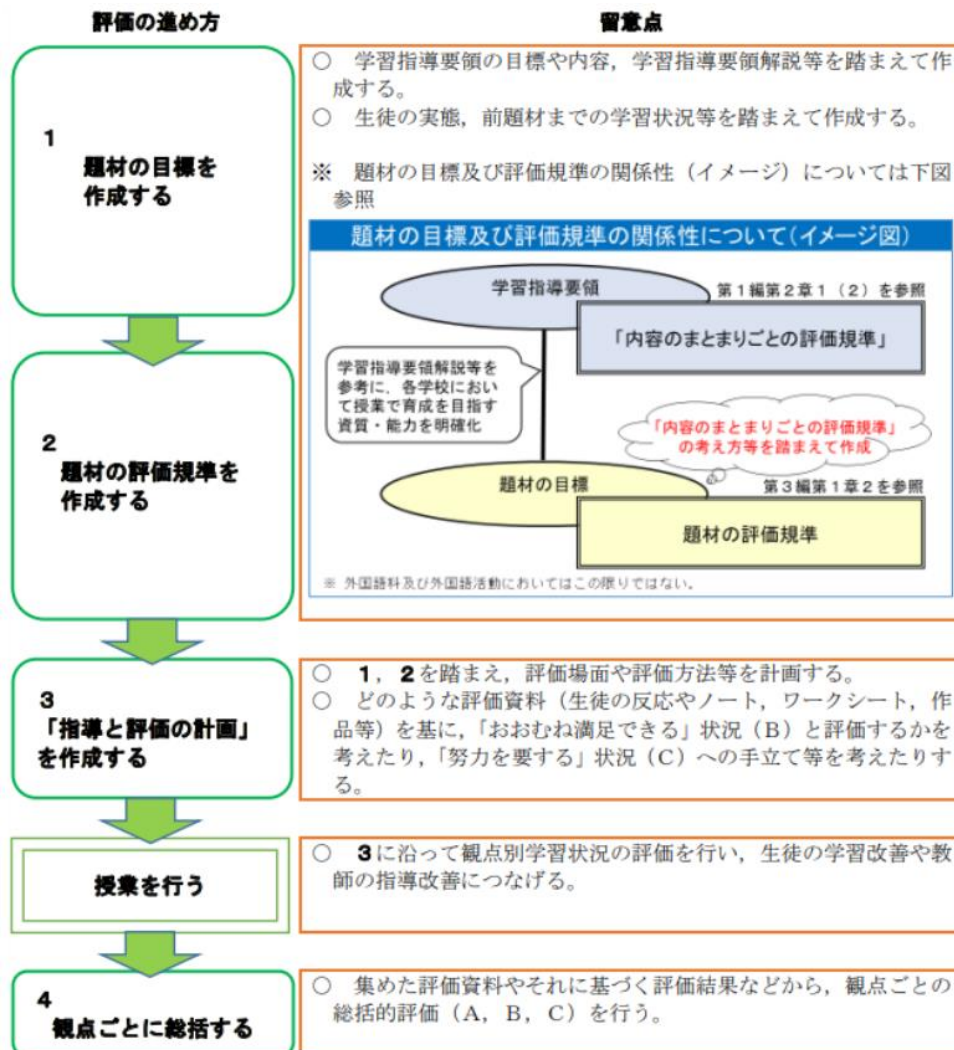 評価の進め方
留意点
1
題材の目標を
作成する
○ 学習指導要領の目標や内容，学習指導要領解説等を踏まえて作
成する。
○ 生徒の実態，前題材までの学習状況等を踏まえて作成する。
※ 題材の目標及び評価規準の関係性（イメージ）については下図
参照
題材の目標及び評価規準の関係性について(イメージ図)
学習指導要領
第１編第２章１（２）を参照
「内容のまとまりごとの評価規準」
学習指導要領解説等を
参考に，各学校におい
て授業で育成を目指す
資質・能力を明確化
「内容のまとまりごとの評価規準」
の考え方等を踏まえて作成
題材の目標
第３編第１章２を参照
題材の評価規準
※ 外国語科及び外国語活動においてはこの限りではない。
2
題材の評価規準を
作成する
3
「指導と評価の計画」
を作成する
○ １，２を踏まえ，評価場面や評価方法等を計画する。
○ どのような評価資料（生徒の反応やノート，ワークシート，作
品等）を基に，「おおむね満足できる」状況（Ｂ）と評価するかを
考えたり，「努力を要する」状況（Ｃ）への手立て等を考えたりす
る。
授業を行う
○ ３に沿って観点別学習状況の評価を行い，生徒の学習改善や教
師の指導改善につなげる。
4
観点ごとに総括する
○ 集めた評価資料やそれに基づく評価結果などから，観点ごとの
総括的評価（Ａ，Ｂ，Ｃ）を行う。